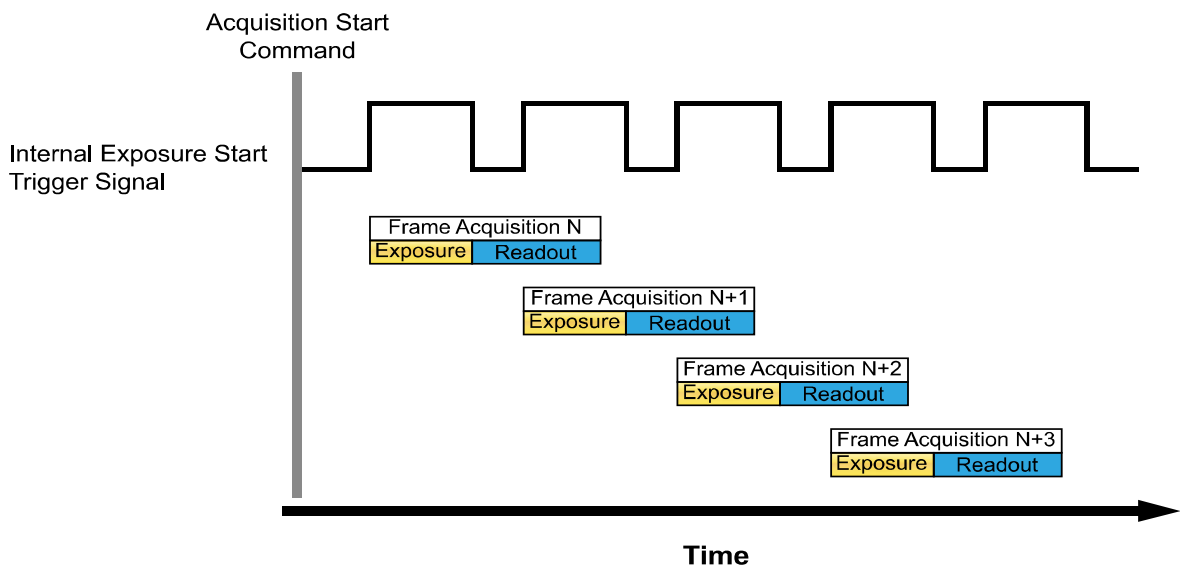 Acquisition Start
Command
Internal Exposure Start
Trigger Signal
Frame Acquisition N
Exposure Readout
Frame Acquisition N+1
Exposure Readout
Frame Acquisition N+2
Exposure Readout
Frame Acquisition N+3
Exposure Readout
Time